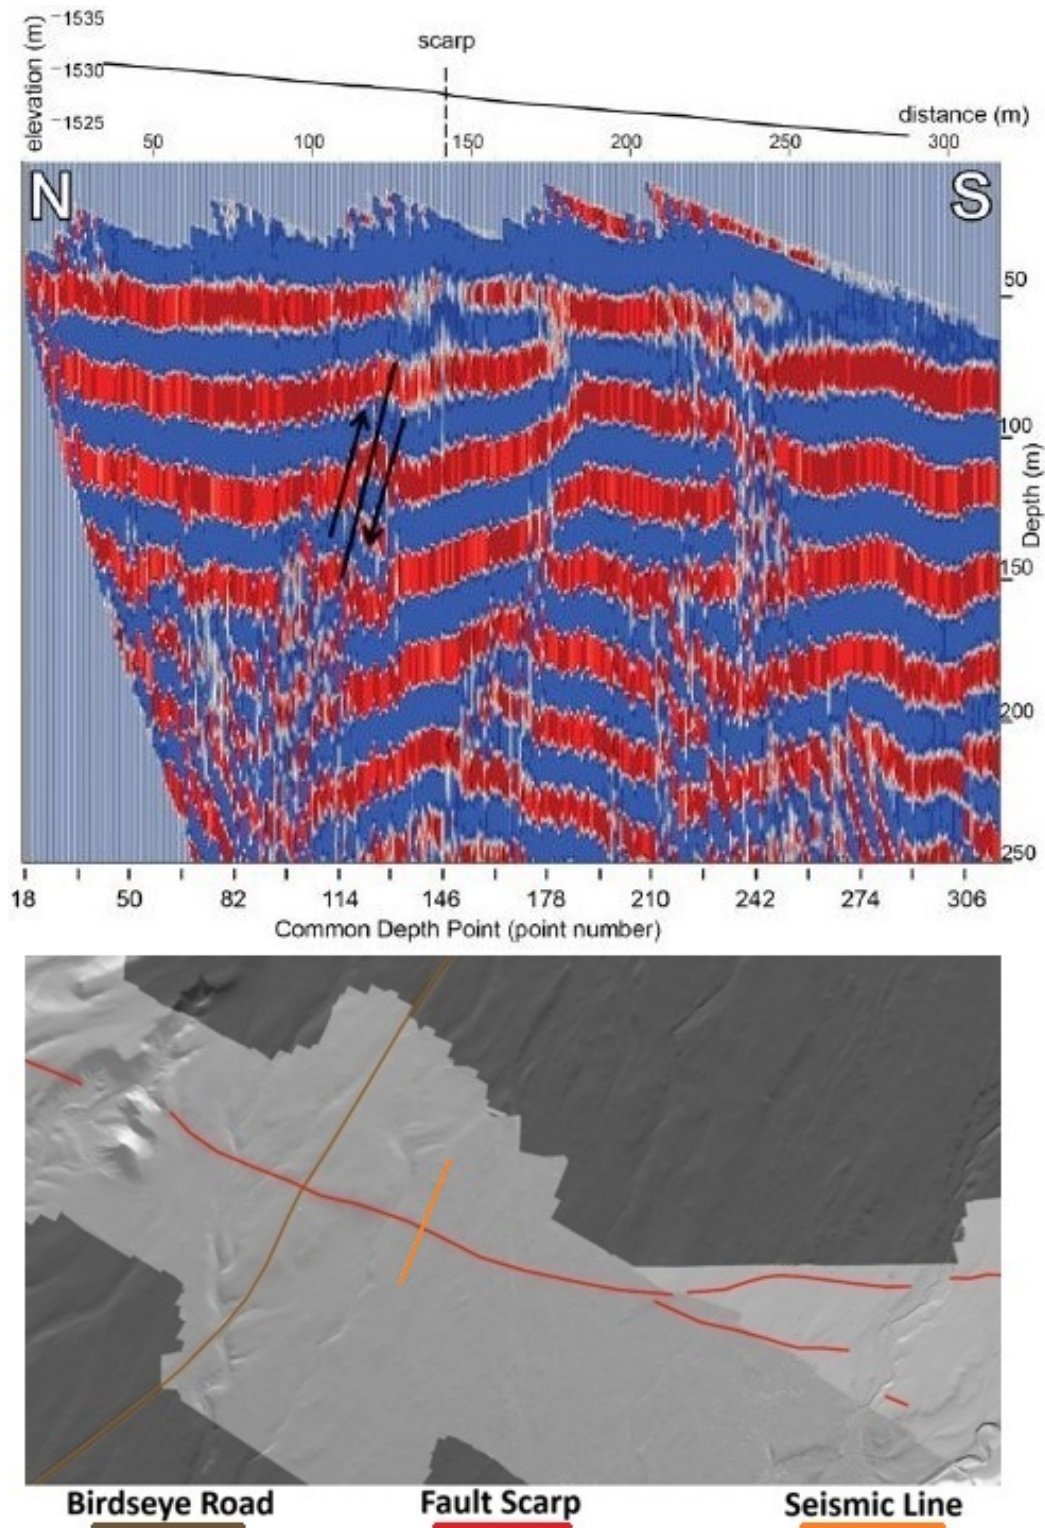 elevation (m)
1535
1530
1525
scarp
distance (m)
50 100 150 200 250 300
N S
50
100
150
200
250
Depth (m)
18 50 82 114 146 178 210 242 274 306
Common Depth Point (point number)
Birdseye Road Fault Scarp Seismic Line